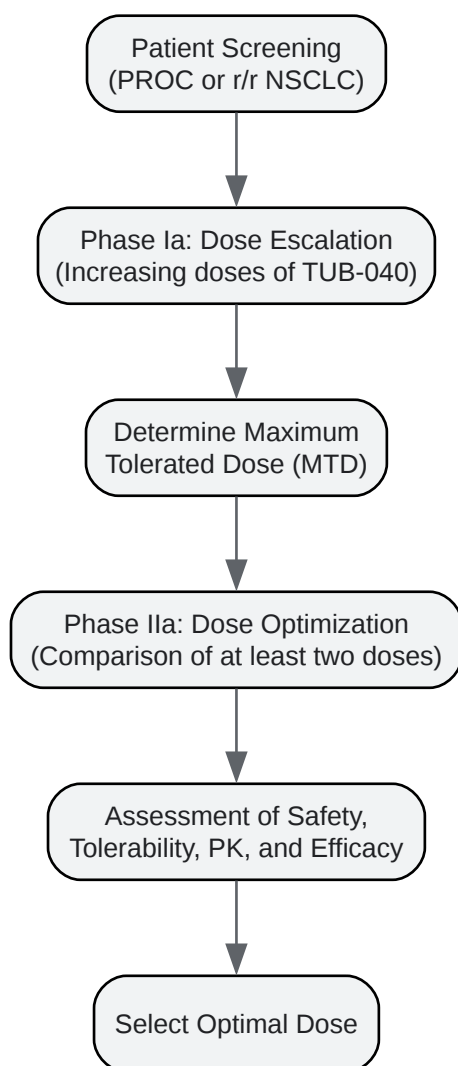 Patient Screening
(PROC or r/r NSCLC)
Phase Ia: Dose Escalation
(Increasing doses of TUB-040)
Determine Maximum
Tolerated Dose (MTD)
Phase IIa: Dose Optimization
(Comparison of at least two doses)
Assessment of Safety,
Tolerability, PK, and Efficacy
Select Optimal Dose